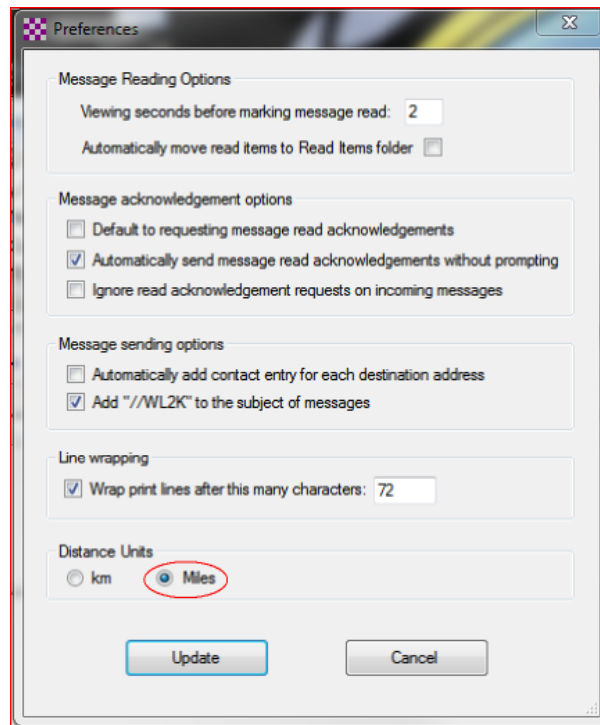 Preferences
Message Reading Options
Viewing seconds before marking message read: 2
Automatically move read items to Read Items folder
Message acknowledgement options
Default to requesting message read acknowledgements
Automatically send message read acknowledgements without prompting
Ignore read acknowledgement requests on incoming messages
Message sending options
Automatically add contact entry for each destination address
Add "//WL2K" to the subject of messages
Line wrapping
Wrap print lines after this many characters: 72
Distance Units
km Miles
Update Cancel